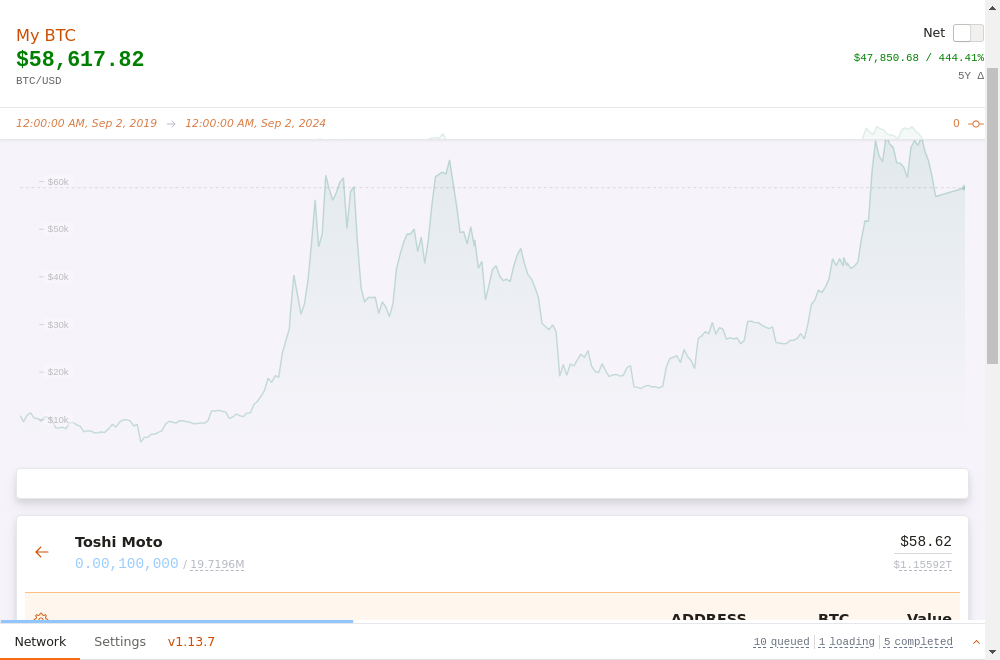 My BTC
Net
$58,617.82
$47,850.68 / 444.41%
BTC/USD
5Y Δ
12:00:00 AM, Sep 2, 2019 → 12:00:00 AM, Sep 2, 2024
0
$60k
$50k
$40k
$30k
$20k
$10k
Toshi Moto
$58.62
0.00,100,000 / 19.7196M
$1.15592T
ADDRESS BTC Value
Network Settings v1.13.7
10 queued 1 loading 5 completed